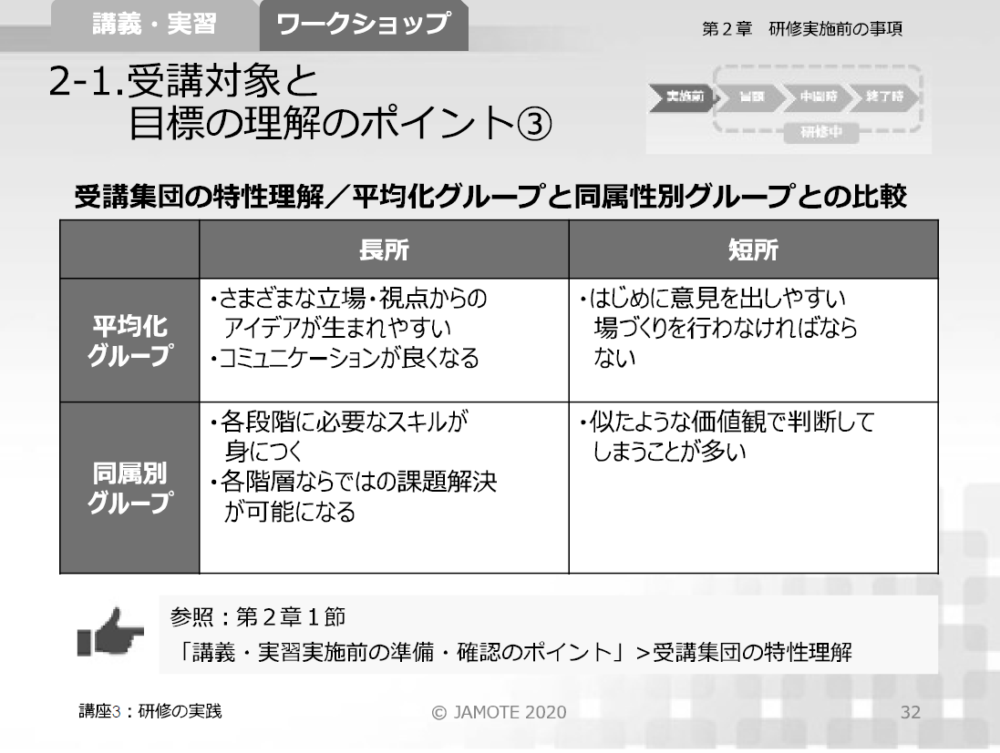 講義・実習
ワークショップ
第２章　研修実施前の事項
2-1.受講対象と
目標の理解のポイント③
実施前
冒頭
中間時
終了時
研修中
受講集団の特性理解／平均化グループと同属性別グループとの比較
長所
短所
平均化
グループ
・さまざまな立場・視点からの
アイデアが生まれやすい
・コミュニケーションが良くなる
・はじめに意見を出しやすい
場づくりを行わなければなら
ない
同属別
グループ
・各段階に必要なスキルが
身につく
・各階層ならではの課題解決
が可能になる
・似たような価値観で判断して
しまうことが多い
参照：第２章１節
「講義・実習実施前の準備・確認のポイント」＞受講集団の特性理解
講座3：研修の実践
© JAMOTE 2020
32